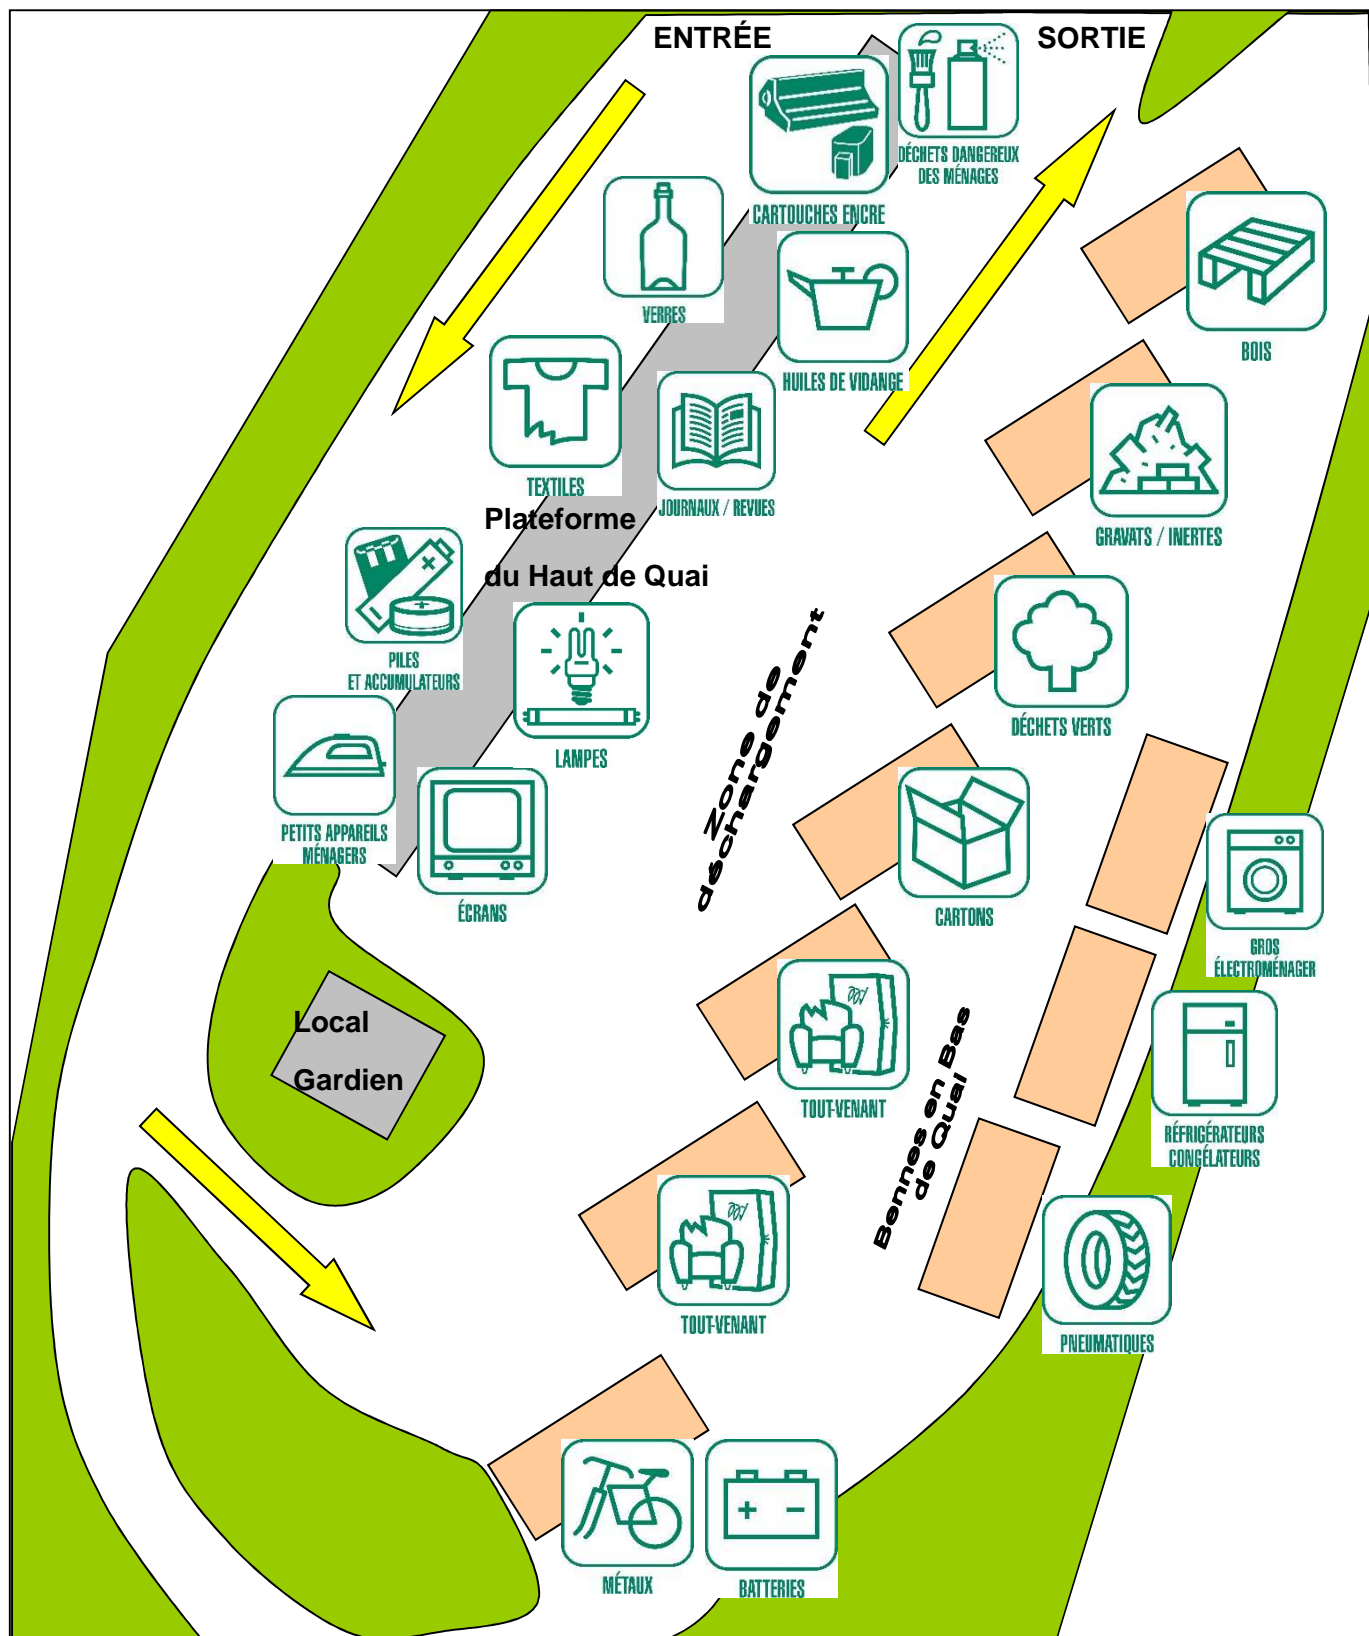 ENTRÉE
SORTIE
DÉCHETS DANGEREUX
DES MÉNAGES
CARTOUCHES ENCRE
VERRES
BOIS
HUILES DE VIDANGE
TEXTILES
JOURNAUX / REVUES
Plateforme
du Haut de Quai
GRAVATS / INERTES
PILES
ET ACCUMULATEURS
LAMPES
Zone de
déchargement
DÉCHETS VERTS
PETITS APPAREILS
MÉNAGERS
ÉCRANS
CARTONS
GROS
ÉLECTROMÉNAGER
Local
Gardien
TOUT-VENANT
Bennes en Bas
de Quai
RÉFRIGÉRATEURS
CONGÉLATEURS
TOUT-VENANT
PNEUMATIQUES
MÉTAUX
BATTERIES